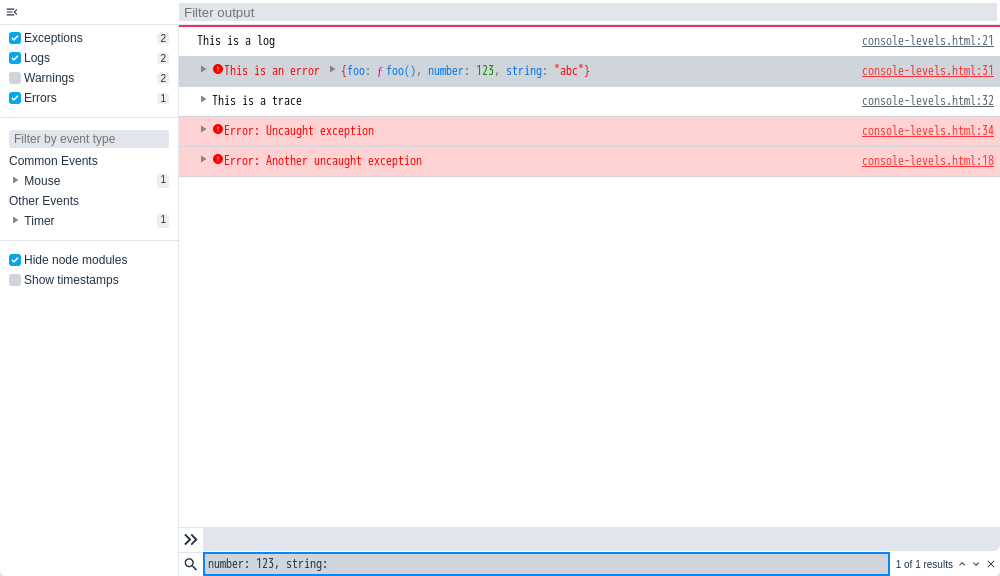 Filter output
Exceptions 2
Logs 2
Warnings 2
Errors 1
Filter by event type
Common Events
Mouse 1
Other Events
Timer 1
Hide node modules
Show timestamps
This is a log console-levels.html:21
This is an error {foo: ƒ foo(), number: 123, string: "abc"} console-levels.html:31
This is a trace console-levels.html:32
Error: Uncaught exception console-levels.html:34
Error: Another uncaught exception console-levels.html:18
number: 123, string: 1 of 1 results